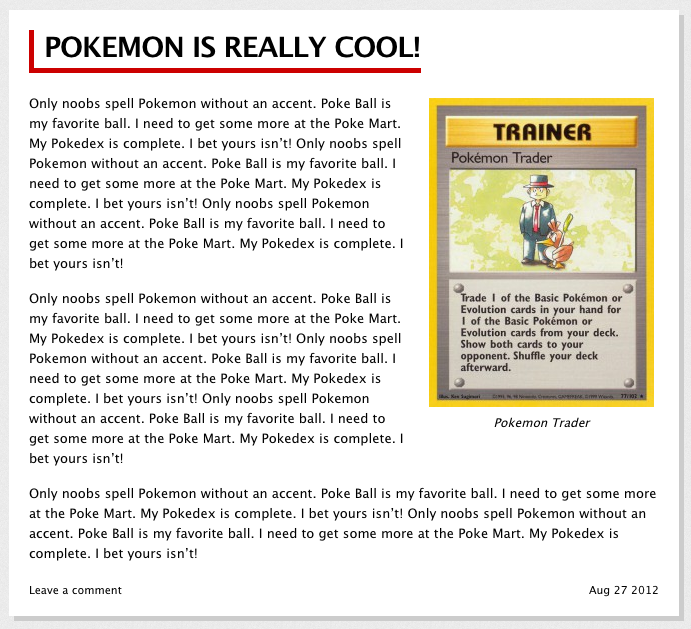 POKEMON IS REALLY COOL!
Only noobs spell Pokemon without an accent. Poke Ball is
my favorite ball. I need to get some more at the Poke Mart.
My Pokedex is complete. I bet yours isn't! Only noobs spell
Pokemon without an accent. Poke Ball is my favorite ball. I
need to get some more at the Poke Mart. My Pokedex is
complete. I bet yours isn't! Only noobs spell Pokemon
without an accent. Poke Ball is my favorite ball. I need to
get some more at the Poke Mart. My Pokedex is complete. I
bet yours isn't!
Only noobs spell Pokemon without an accent. Poke Ball is
my favorite ball. I need to get some more at the Poke Mart.
My Pokedex is complete. I bet yours isn't! Only noobs spell
Pokemon without an accent. Poke Ball is my favorite ball. I
need to get some more at the Poke Mart. My Pokedex is
complete. I bet yours isn't! Only noobs spell Pokemon
without an accent. Poke Ball is my favorite ball. I need to
get some more at the Poke Mart. My Pokedex is complete. I
bet yours isn't!
TRAINER
Pokémon Trader
Trade 1 of the Basic Pokémon or
Evolution cards in your hand for
1 of the Basic Pokémon or
Evolution cards from your deck.
Show both cards to your
opponent. Shuffle your deck
afterward.
Illus. Ken Sugimori
77/102
Pokemon Trader
Only noobs spell Pokemon without an accent. Poke Ball is my favorite ball. I need to get some more
at the Poke Mart. My Pokedex is complete. I bet yours isn't! Only noobs spell Pokemon without an
accent. Poke Ball is my favorite ball. I need to get some more at the Poke Mart. My Pokedex is
complete. I bet yours isn't!
Leave a comment
Aug 27 2012